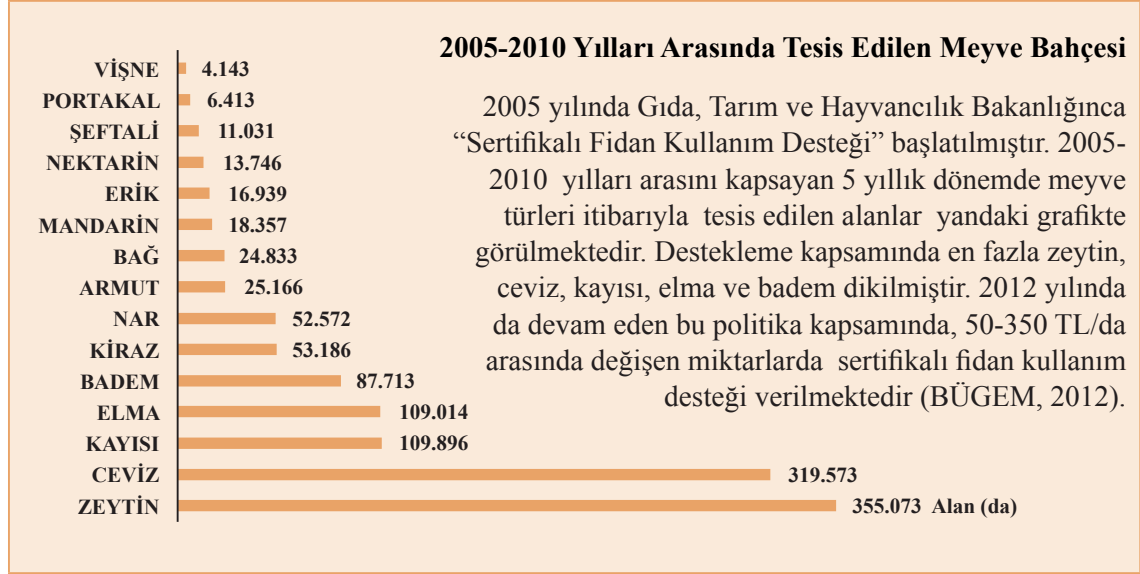 2005-2010 Yılları Arasında Tesis Edilen Meyve Bahçesi
2005 yılında Gıda, Tarım ve Hayvancılık Bakanlığınca
“Sertifikalı Fidan Kullanım Desteği” başlatılmıştır. 2005-
2010 yılları arasını kapsayan 5 yıllık dönemde meyve
türleri itibarıyla tesis edilen alanlar yandaki grafikte
görülmektedir. Destekleme kapsamında en fazla zeytin,
ceviz, kayısı, elma ve badem dikilmiştir. 2012 yılında
da devam eden bu politika kapsamında, 50-350 TL/da
arasında değişen miktarlarda sertifikalı fidan kullanım
desteği verilmektedir (BÜGEM, 2012).
VİŞNE 4.143
PORTAKAL 6.413
ŞEFTALİ 11.031
NEKTARİN 13.746
ERİK 16.939
MANDARİN 18.357
BAĞ 24.833
ARMUT 25.166
NAR 52.572
KİRAZ 53.186
BADEM 87.713
ELMA 109.014
KAYISI 109.896
CEVİZ 319.573
ZEYTİN 355.073 Alan (da)